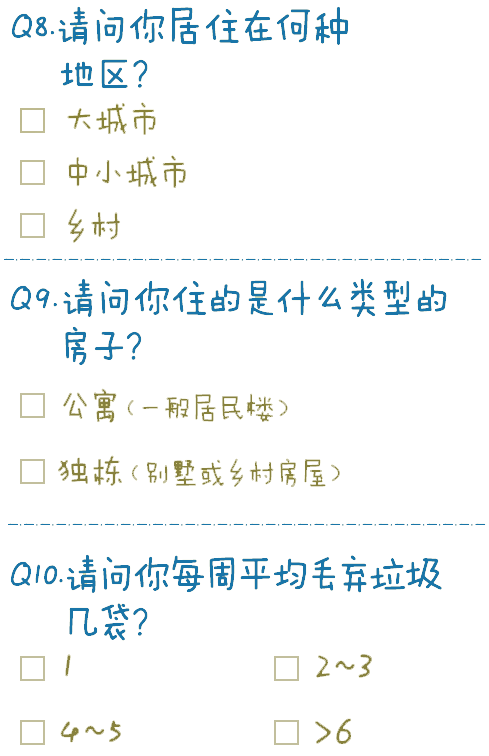 Q8.请问你居住在何种
地区?
大城市
中小城市
乡村
Q9.请问你住的是什么类型的
房子?
公寓(一般居民楼)
独栋(别墅或乡村房屋)
Q10.请问你每周平均丢弃垃圾
几袋?
1
2~3
4~5
>6